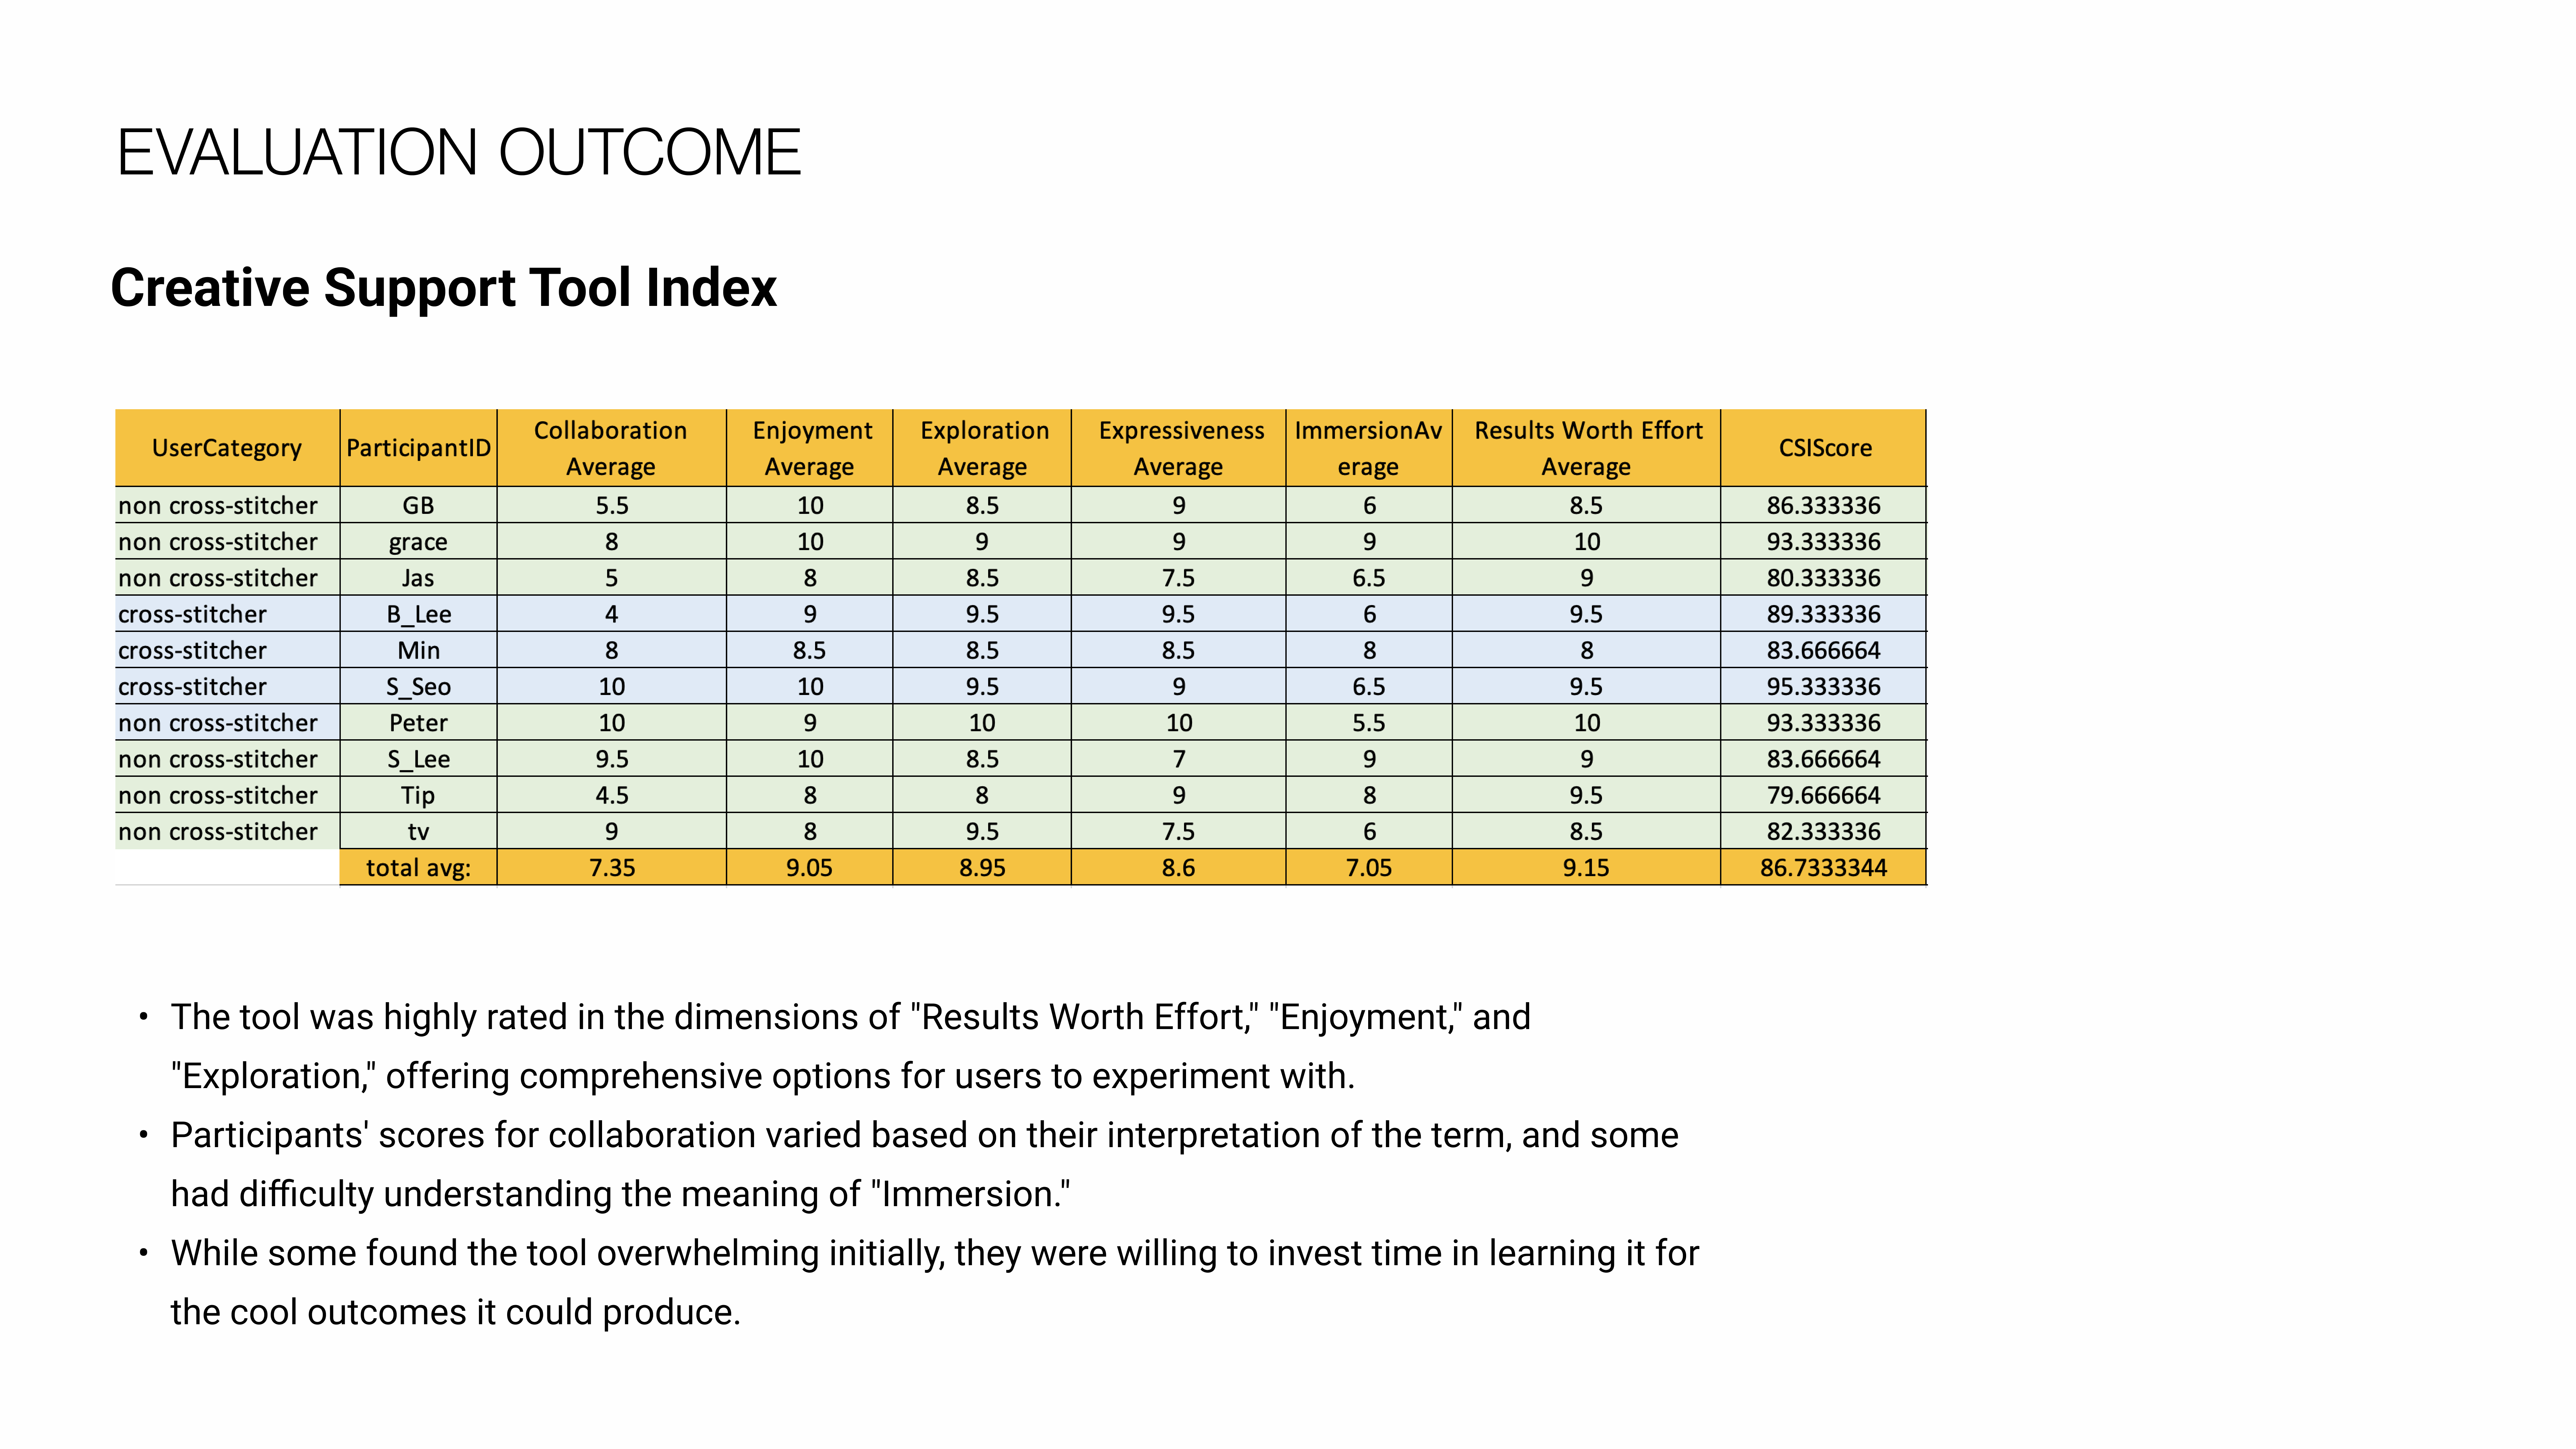 EVALUATION OUTCOME
Creative Support Tool Index
UserCategory ParticipantID Collaboration Average Enjoyment Average Exploration Average Expressiveness Average ImmersionAv erage Results Worth Effort Average CSIScore
non cross-stitcher GB 5.5 10 8.5 9 6 8.5 86.333336
non cross-stitcher grace 8 10 9 9 9 10 93.333336
non cross-stitcher Jas 5 8 8.5 7.5 6.5 9 80.333336
cross-stitcher B_Lee 4 9 9.5 9.5 6 9.5 89.333336
cross-stitcher Min 8 8.5 8.5 8.5 8 8 83.666664
cross-stitcher S_Seo 10 10 9.5 9 6.5 9.5 95.333336
non cross-stitcher Peter 10 9 10 10 5.5 10 93.333336
non cross-stitcher S_Lee 9.5 10 8.5 7 9 9 83.666664
non cross-stitcher Tip 4.5 8 8 9 8 9.5 79.666664
non cross-stitcher tv 9 8 9.5 7.5 6 8.5 82.333336
total avg: 7.35 9.05 8.95 8.6 7.05 9.15 86.7333344
• The tool was highly rated in the dimensions of "Results Worth Effort," "Enjoyment," and
"Exploration," offering comprehensive options for users to experiment with.
• Participants' scores for collaboration varied based on their interpretation of the term, and some
had difficulty understanding the meaning of "Immersion."
• While some found the tool overwhelming initially, they were willing to invest time in learning it for
the cool outcomes it could produce.